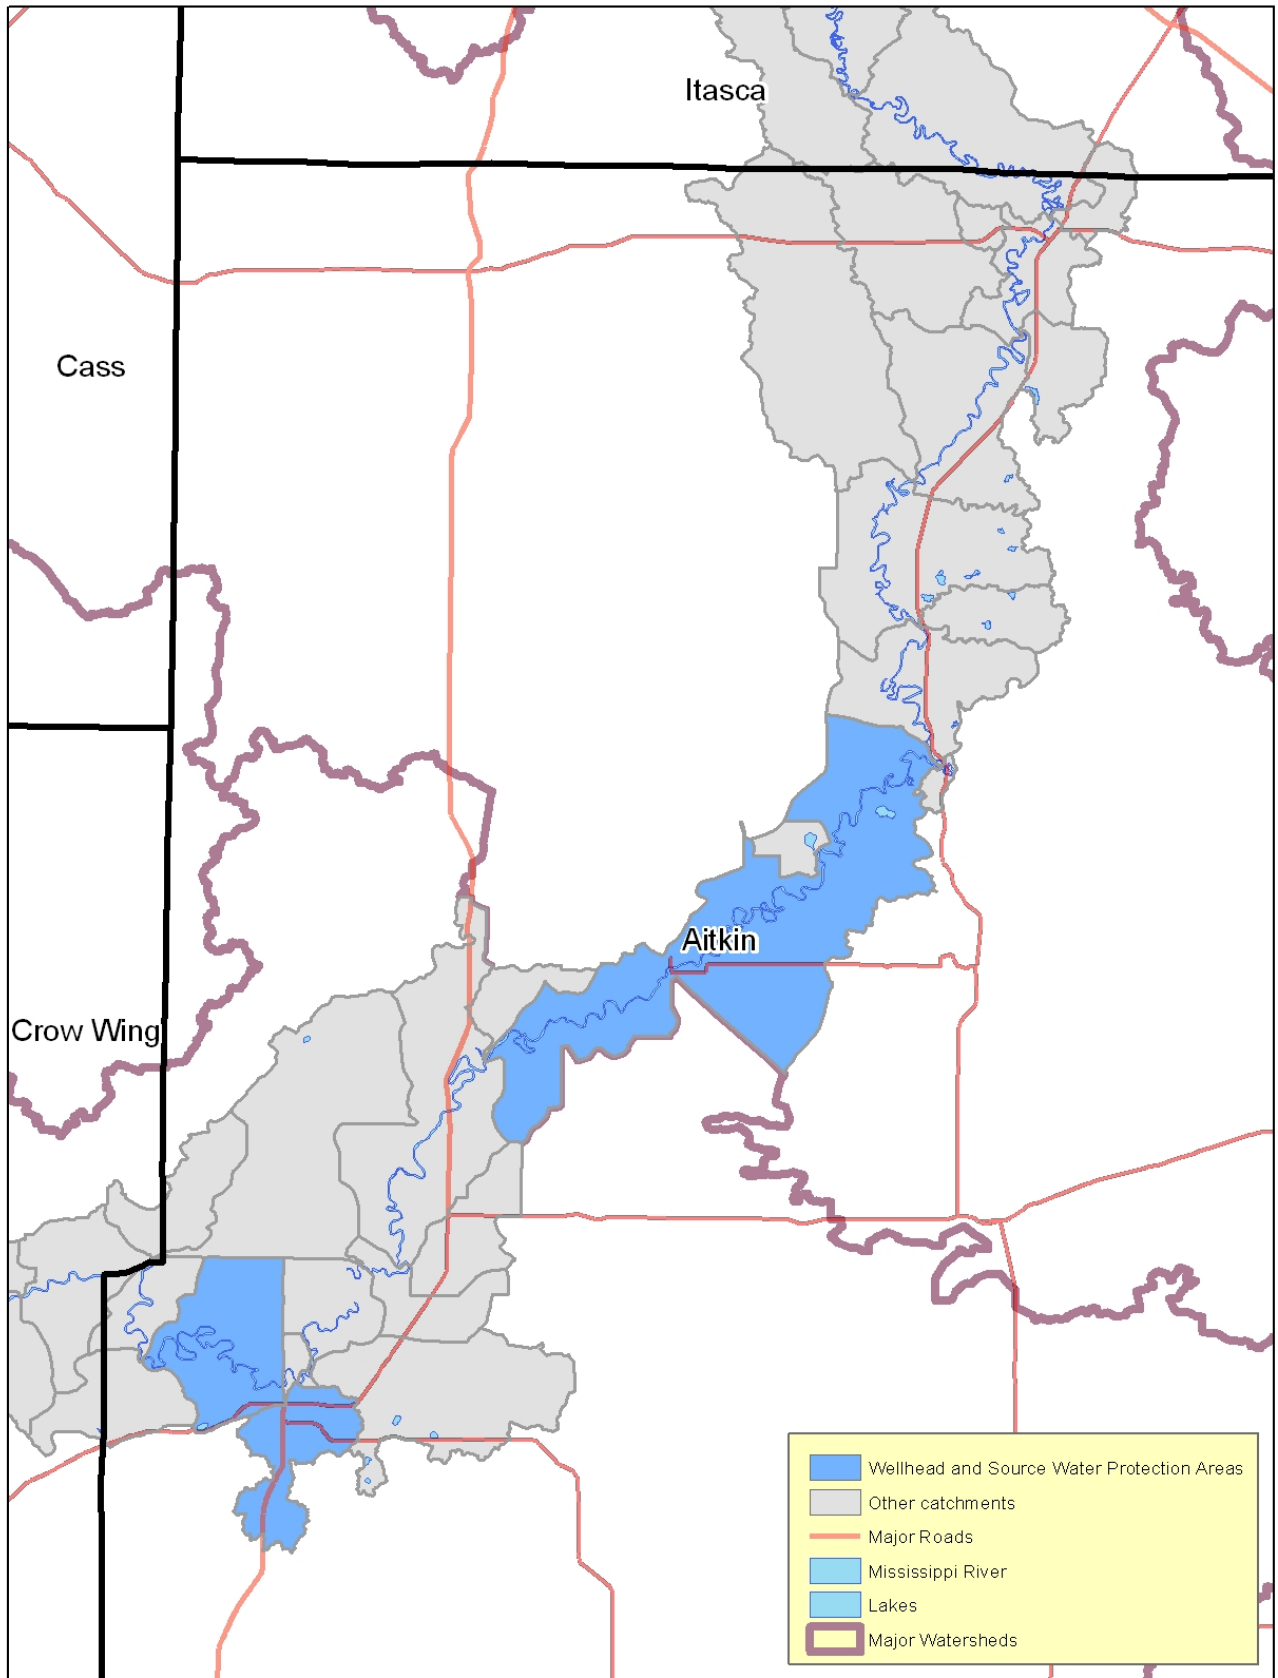 Itasca
Cass
Aitkin
Crow Wing
Wellhead and Source Water Protection Areas
Other catchments
Major Roads
Mississippi River
Lakes
Major Watersheds